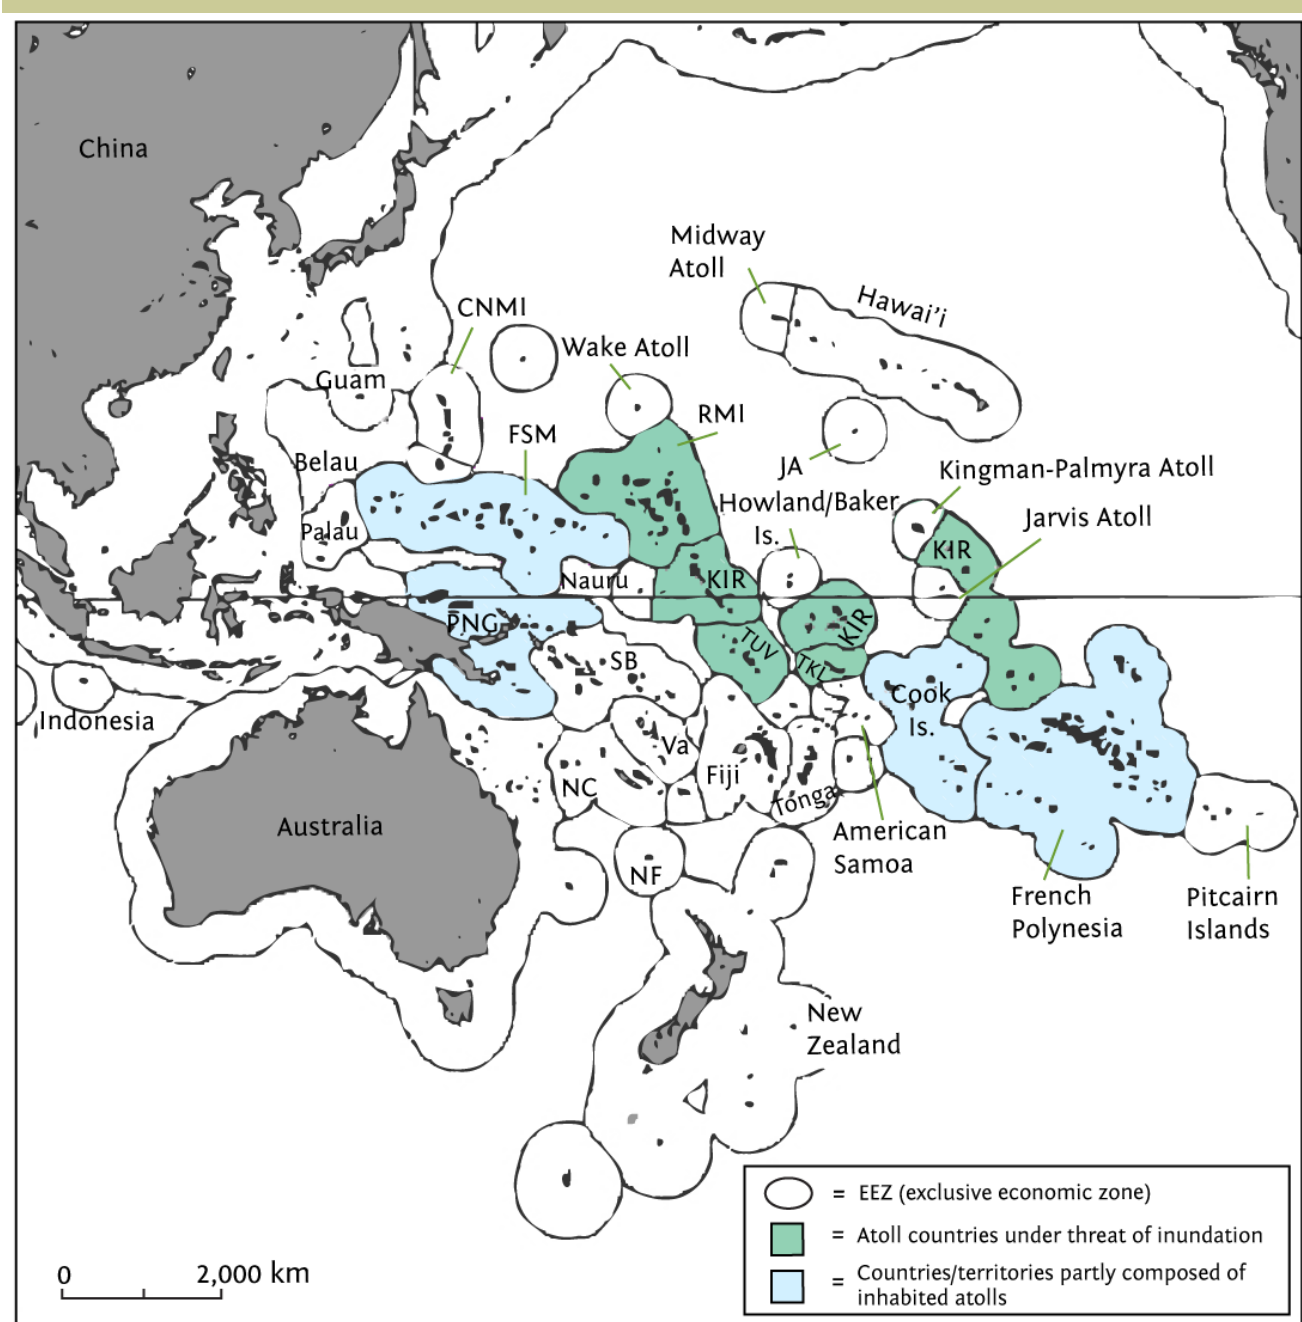 China
Midway
Atoll
Hawai'i
CNMI
Wake Atoll
Guam
RMI
FSM
JA
Belau
Kingman-Palmyra Atoll
Howland/Baker
Is.
Jarvis Atoll
Palau
KIR
Nauru
KIR
PNG
KIR
TUV
TKL
SB
Cook
Is.
Indonesia
Va
Fiji
NC
Tonga
Australia
American
Samoa
NF
French
Polynesia
Pitcairn
Islands
New
Zealand
= EEZ (exclusive economic zone)
= Atoll countries under threat of inundation
= Countries/territories partly composed of
inhabited atolls
0 2,000 km